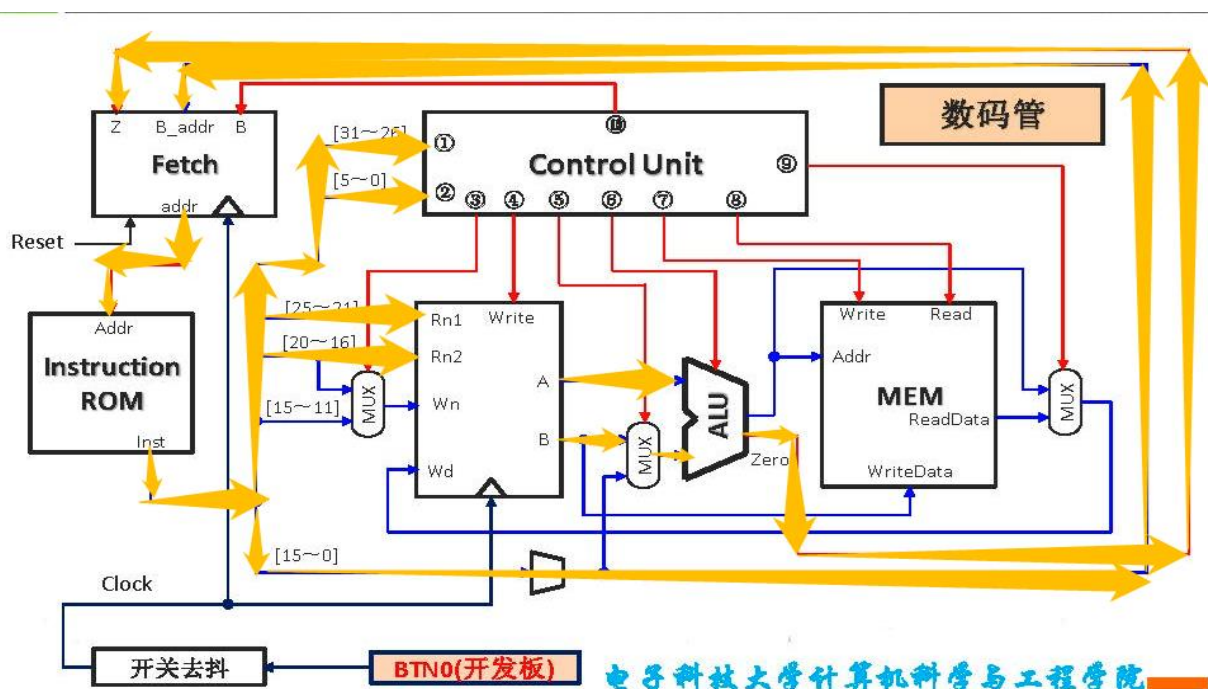 数码管
Z B_addr B
Fetch
addr
Reset
[31~26]
[5~0]
① ② ③ ④ ⑤ ⑥ ⑦ ⑧ ⑨ ⑩
Control Unit
Addr
Instruction
ROM
Inst
[25~21]
[20~16]
[15~11]
[15~0]
MUX
Rn1 Write
Rn2
Wn
Wd
A
B
MUX
ALU
Zero
Write Read
Addr
MEM
ReadData
WriteData
MUX
Clock
开关去抖
BTN0(开发板)
电子科技大学计算机科学与工程学院